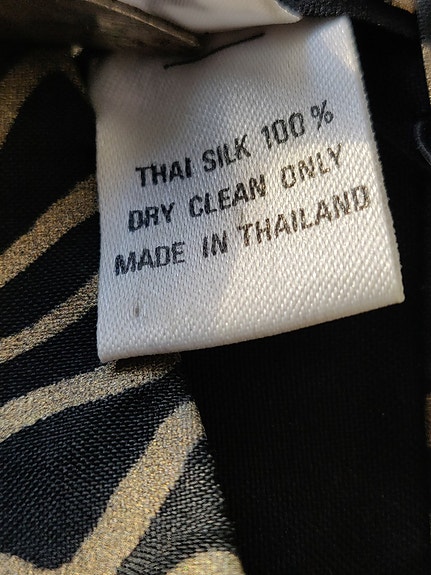 THAI SILK 100%
DRY CLEAN ONLY
MADE IN THAILAND